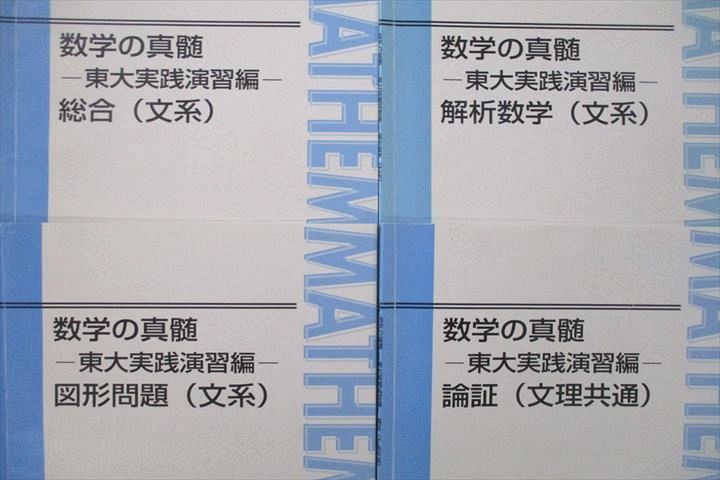 数学の真髄
―東大実践演習編―
総合（文系）
数学の真髄
―東大実践演習編―
解析数学（文系）
数学の真髄
―東大実践演習編―
図形問題（文系）
数学の真髄
―東大実践演習編―
論証（文理共通）